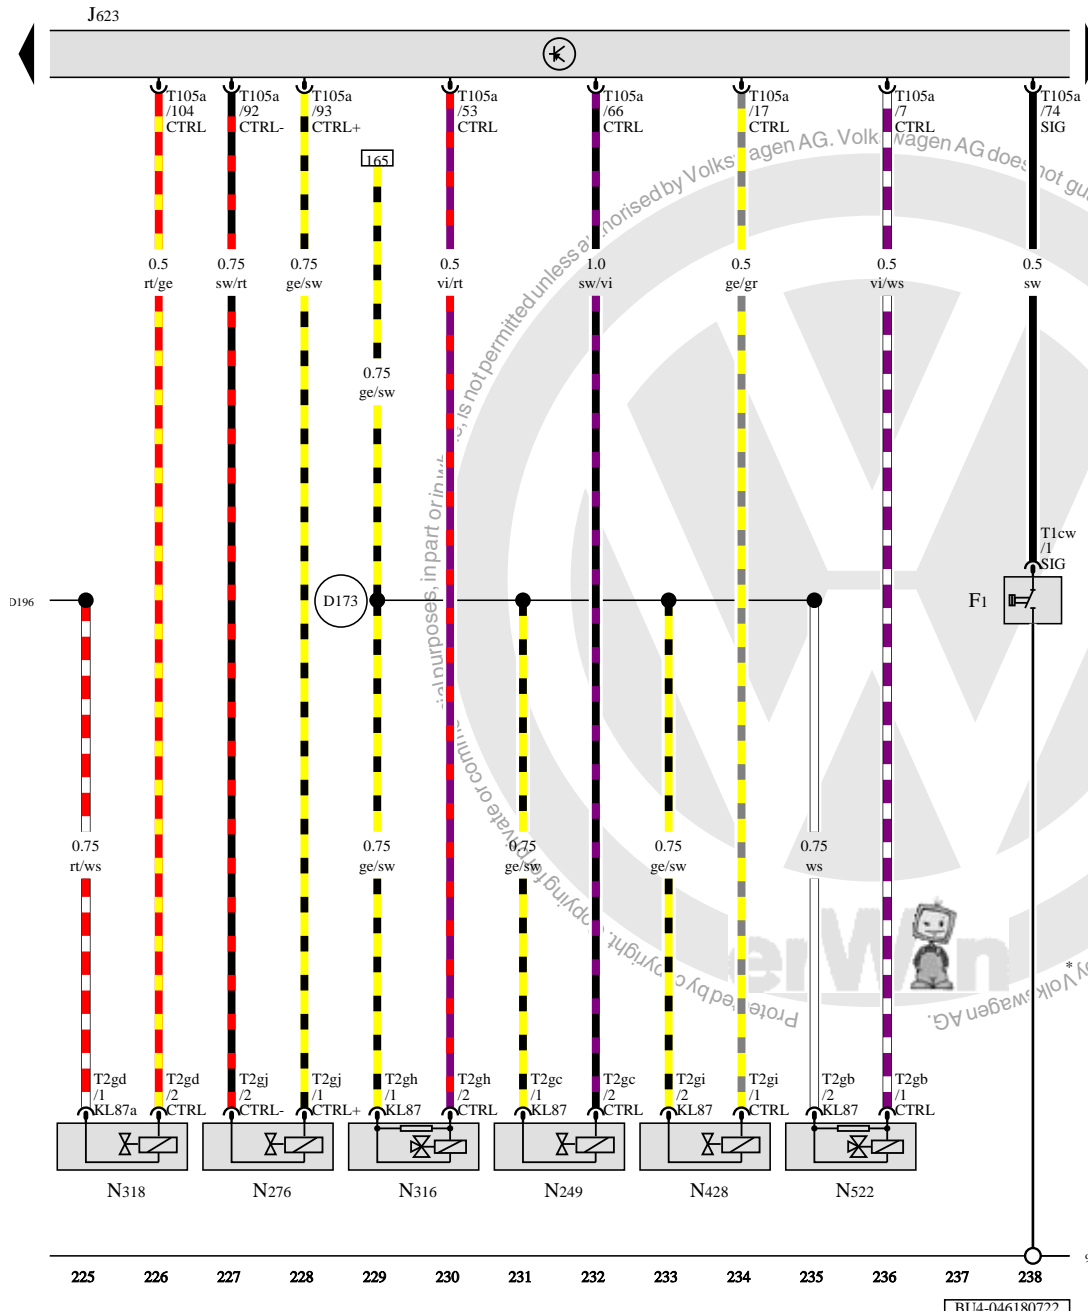 J623
T105a
/104
CTRL
T105a
/92
CTRL-
T105a
/93
CTRL+
T105a
/53
CTRL
T105a
/66
CTRL
T105a
/17
CTRL
T105a
/7
CTRL
T105a
/74
SIG
165
0.5
rt/ge
0.75
sw/rt
0.75
ge/sw
0.75
ge/sw
0.5
vi/rt
1.0
sw/vi
0.5
ge/gr
0.5
vi/ws
0.5
sw
T1cw
/1
SIG
F1
D196
D173
0.75
rt/ws
0.75
ge/sw
0.75
ge/sw
0.75
ge/sw
0.75
ws
T2gd
/1
KL87a
T2gd
/2
CTRL
T2gj
/2
CTRL-
T2gj
/1
CTRL+
T2gh
/1
KL87
T2gh
/2
CTRL
T2gc
/1
KL87
T2gc
/2
CTRL
T2gi
/2
KL87
T2gi
/1
CTRL
T2gb
/2
KL87
T2gb
/1
CTRL
*
N318
N276
N316
N249
N428
N522
225 226 227 228 229 230 231 232 233 234 235 236 237 238
BU4-046180722